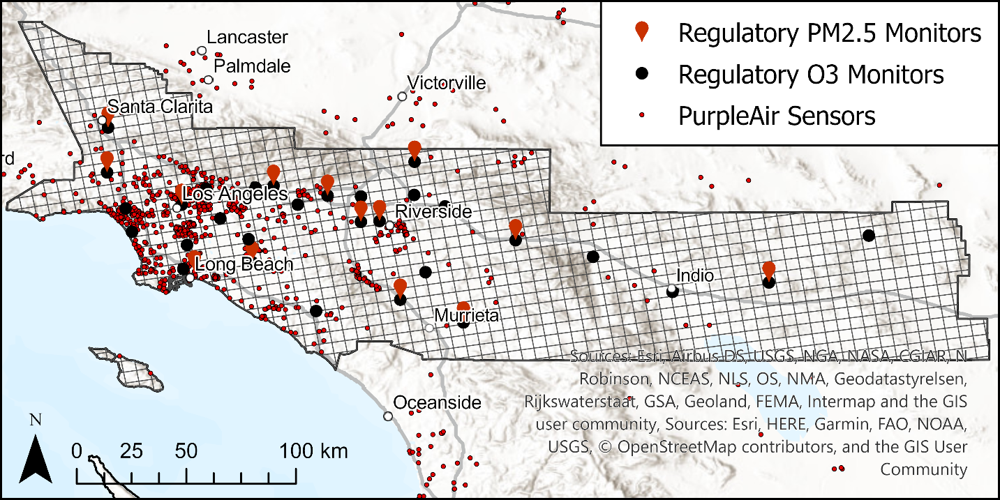 Regulatory PM2.5 Monitors
Regulatory O3 Monitors
PurpleAir Sensors
Lancaster
Palmdale
Victorville
Santa Clarita
rd
Los Angeles
Riverside
Long Beach
Indio
Murrieta
Oceanside
N
0 25 50 100 km
Sources: Esri, Airbus DS, USGS, NGA, NASA, CGIAR, N
Robinson, NCEAS, NLS, OS, NMA, Geodatastyrelsen,
Rijkswaterstaat, GSA, Geoland, FEMA, Intermap and the GIS
user community, Sources: Esri, HERE, Garmin, FAO, NOAA,
USGS, © OpenStreetMap contributors, and the GIS User
Community